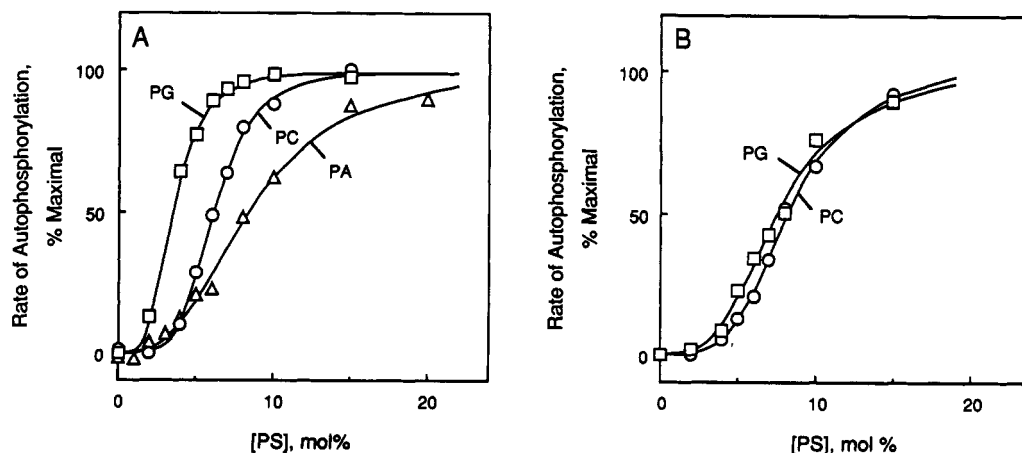 A
Rate of Autophosphorylation,
% Maximal
100
50
0
PG
PC
PA
0
10
20
[PS], mol%
B
Rate of Autophosphorylation,
% Maximal
100
50
0
PG
PC
0
10
20
[PS], mol %